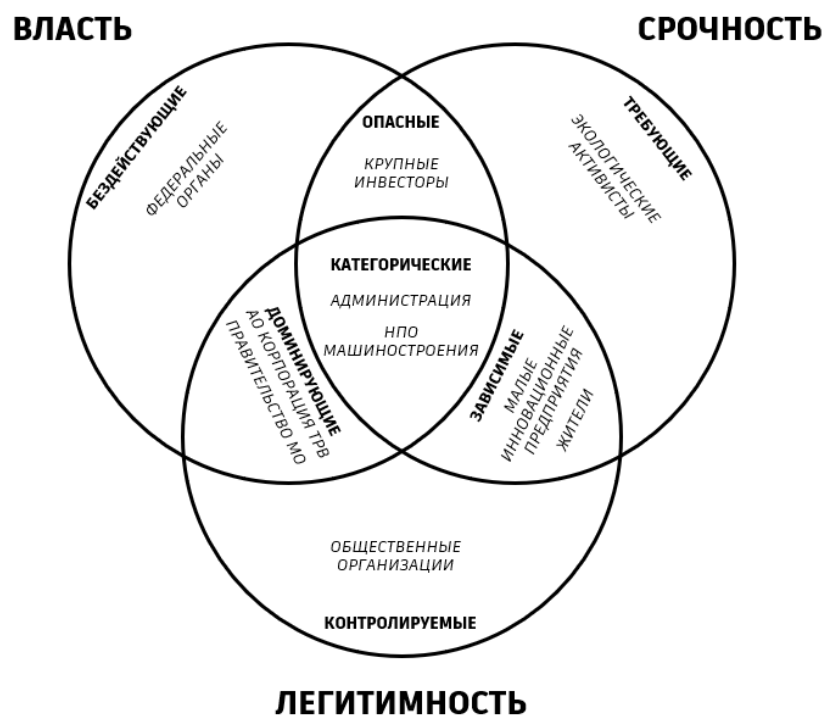 ВЛАСТЬ
СРОЧНОСТЬ
БЕЗДЕЙСТВУЮЩИЕ
ФЕДЕРАЛЬНЫЕ
ОРГАНЫ
ОПАСНЫЕ
КРУПНЫЕ
ИНВЕСТОРЫ
ТРЕБУЮЩИЕ
ЭКОЛОГИЧЕСКИЕ
АКТИВИСТЫ
КАТЕГОРИЧЕСКИЕ
АДМИНИСТРАЦИЯ
НПО
МАШИНОСТРОЕНИЯ
ДОМИНИРУЮЩИЕ
АО КОРПОРАЦИЯ ТРВ
ПРАВИТЕЛЬСТВО МО
ЗАВИСИМЫЕ
МАЛЫЕ
ИННОВАЦИОННЫЕ
ПРЕДПРИЯТИЯ
ЖИТЕЛИ
ОБЩЕСТВЕННЫЕ
ОРГАНИЗАЦИИ
КОНТРОЛИРУЕМЫЕ
ЛЕГИТИМНОСТЬ